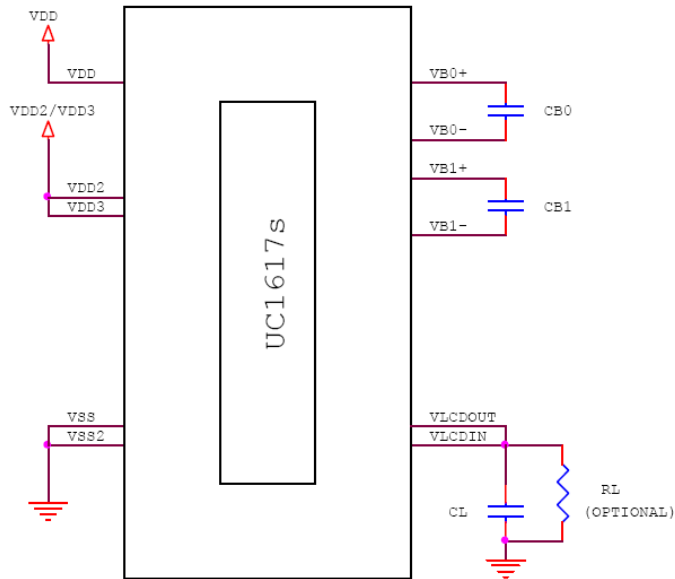 VDD
VDD
VDD2/VDD3
VDD2
VDD3
VSS
VSS2
UC1617s
VB0+
CB0
VB0-
VB1+
CB1
VB1-
VLCDOUT
VLCDIN
CL
RL
(OPTIONAL)